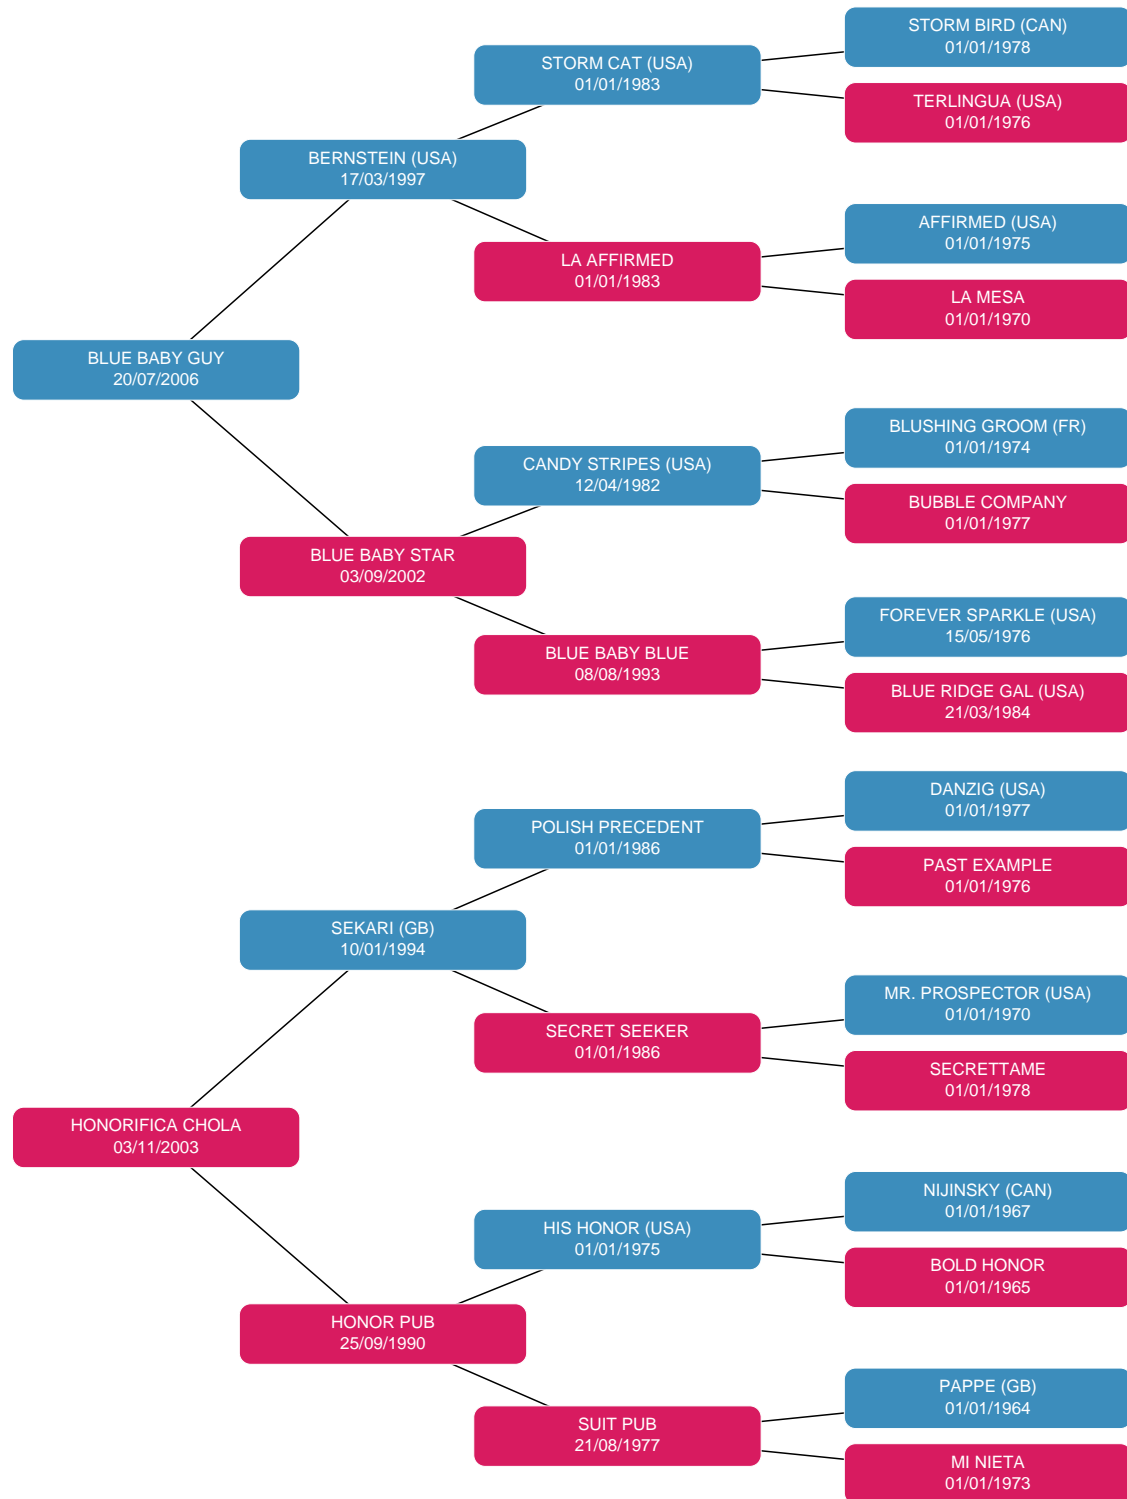 STORM BIRD (CAN)
01/01/1978
STORM CAT (USA)
01/01/1983
TERLINGUA (USA)
01/01/1976
BERNSTEIN (USA)
17/03/1997
AFFIRMED (USA)
01/01/1975
LA AFFIRMED
01/01/1983
LA MESA
01/01/1970
BLUE BABY GUY
20/07/2006
BLUSHING GROOM (FR)
01/01/1974
CANDY STRIPES (USA)
12/04/1982
BUBBLE COMPANY
01/01/1977
BLUE BABY STAR
03/09/2002
FOREVER SPARKLE (USA)
15/05/1976
BLUE BABY BLUE
08/08/1993
BLUE RIDGE GAL (USA)
21/03/1984
DANZIG (USA)
01/01/1977
POLISH PRECEDENT
01/01/1986
PAST EXAMPLE
01/01/1976
SEKARI (GB)
10/01/1994
MR. PROSPECTOR (USA)
01/01/1970
SECRET SEEKER
01/01/1986
SECRETTAME
01/01/1978
HONORIFICA CHOLA
03/11/2003
NIJINSKY (CAN)
01/01/1967
HIS HONOR (USA)
01/01/1975
BOLD HONOR
01/01/1965
HONOR PUB
25/09/1990
PAPPE (GB)
01/01/1964
SUIT PUB
21/08/1977
MI NIETA
01/01/1973